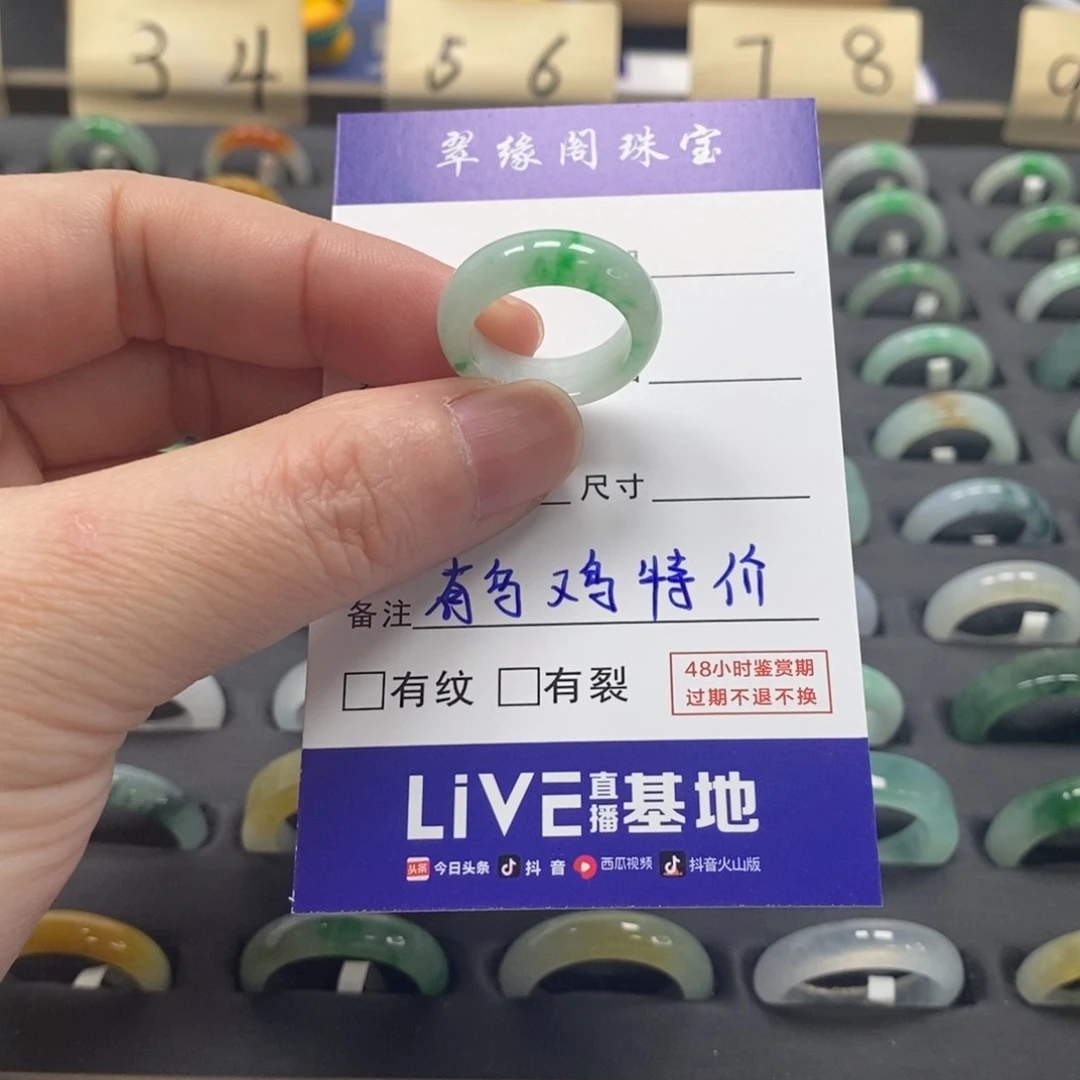 3 4
5 6
7 8
9
翠缘阁珠宝
尺寸
备注 有乌鸡特价
有纹 有裂
48小时鉴赏期
过期不退不换
LiVE直播基地
头条 今日头条 抖音 西瓜视频 抖音火山版